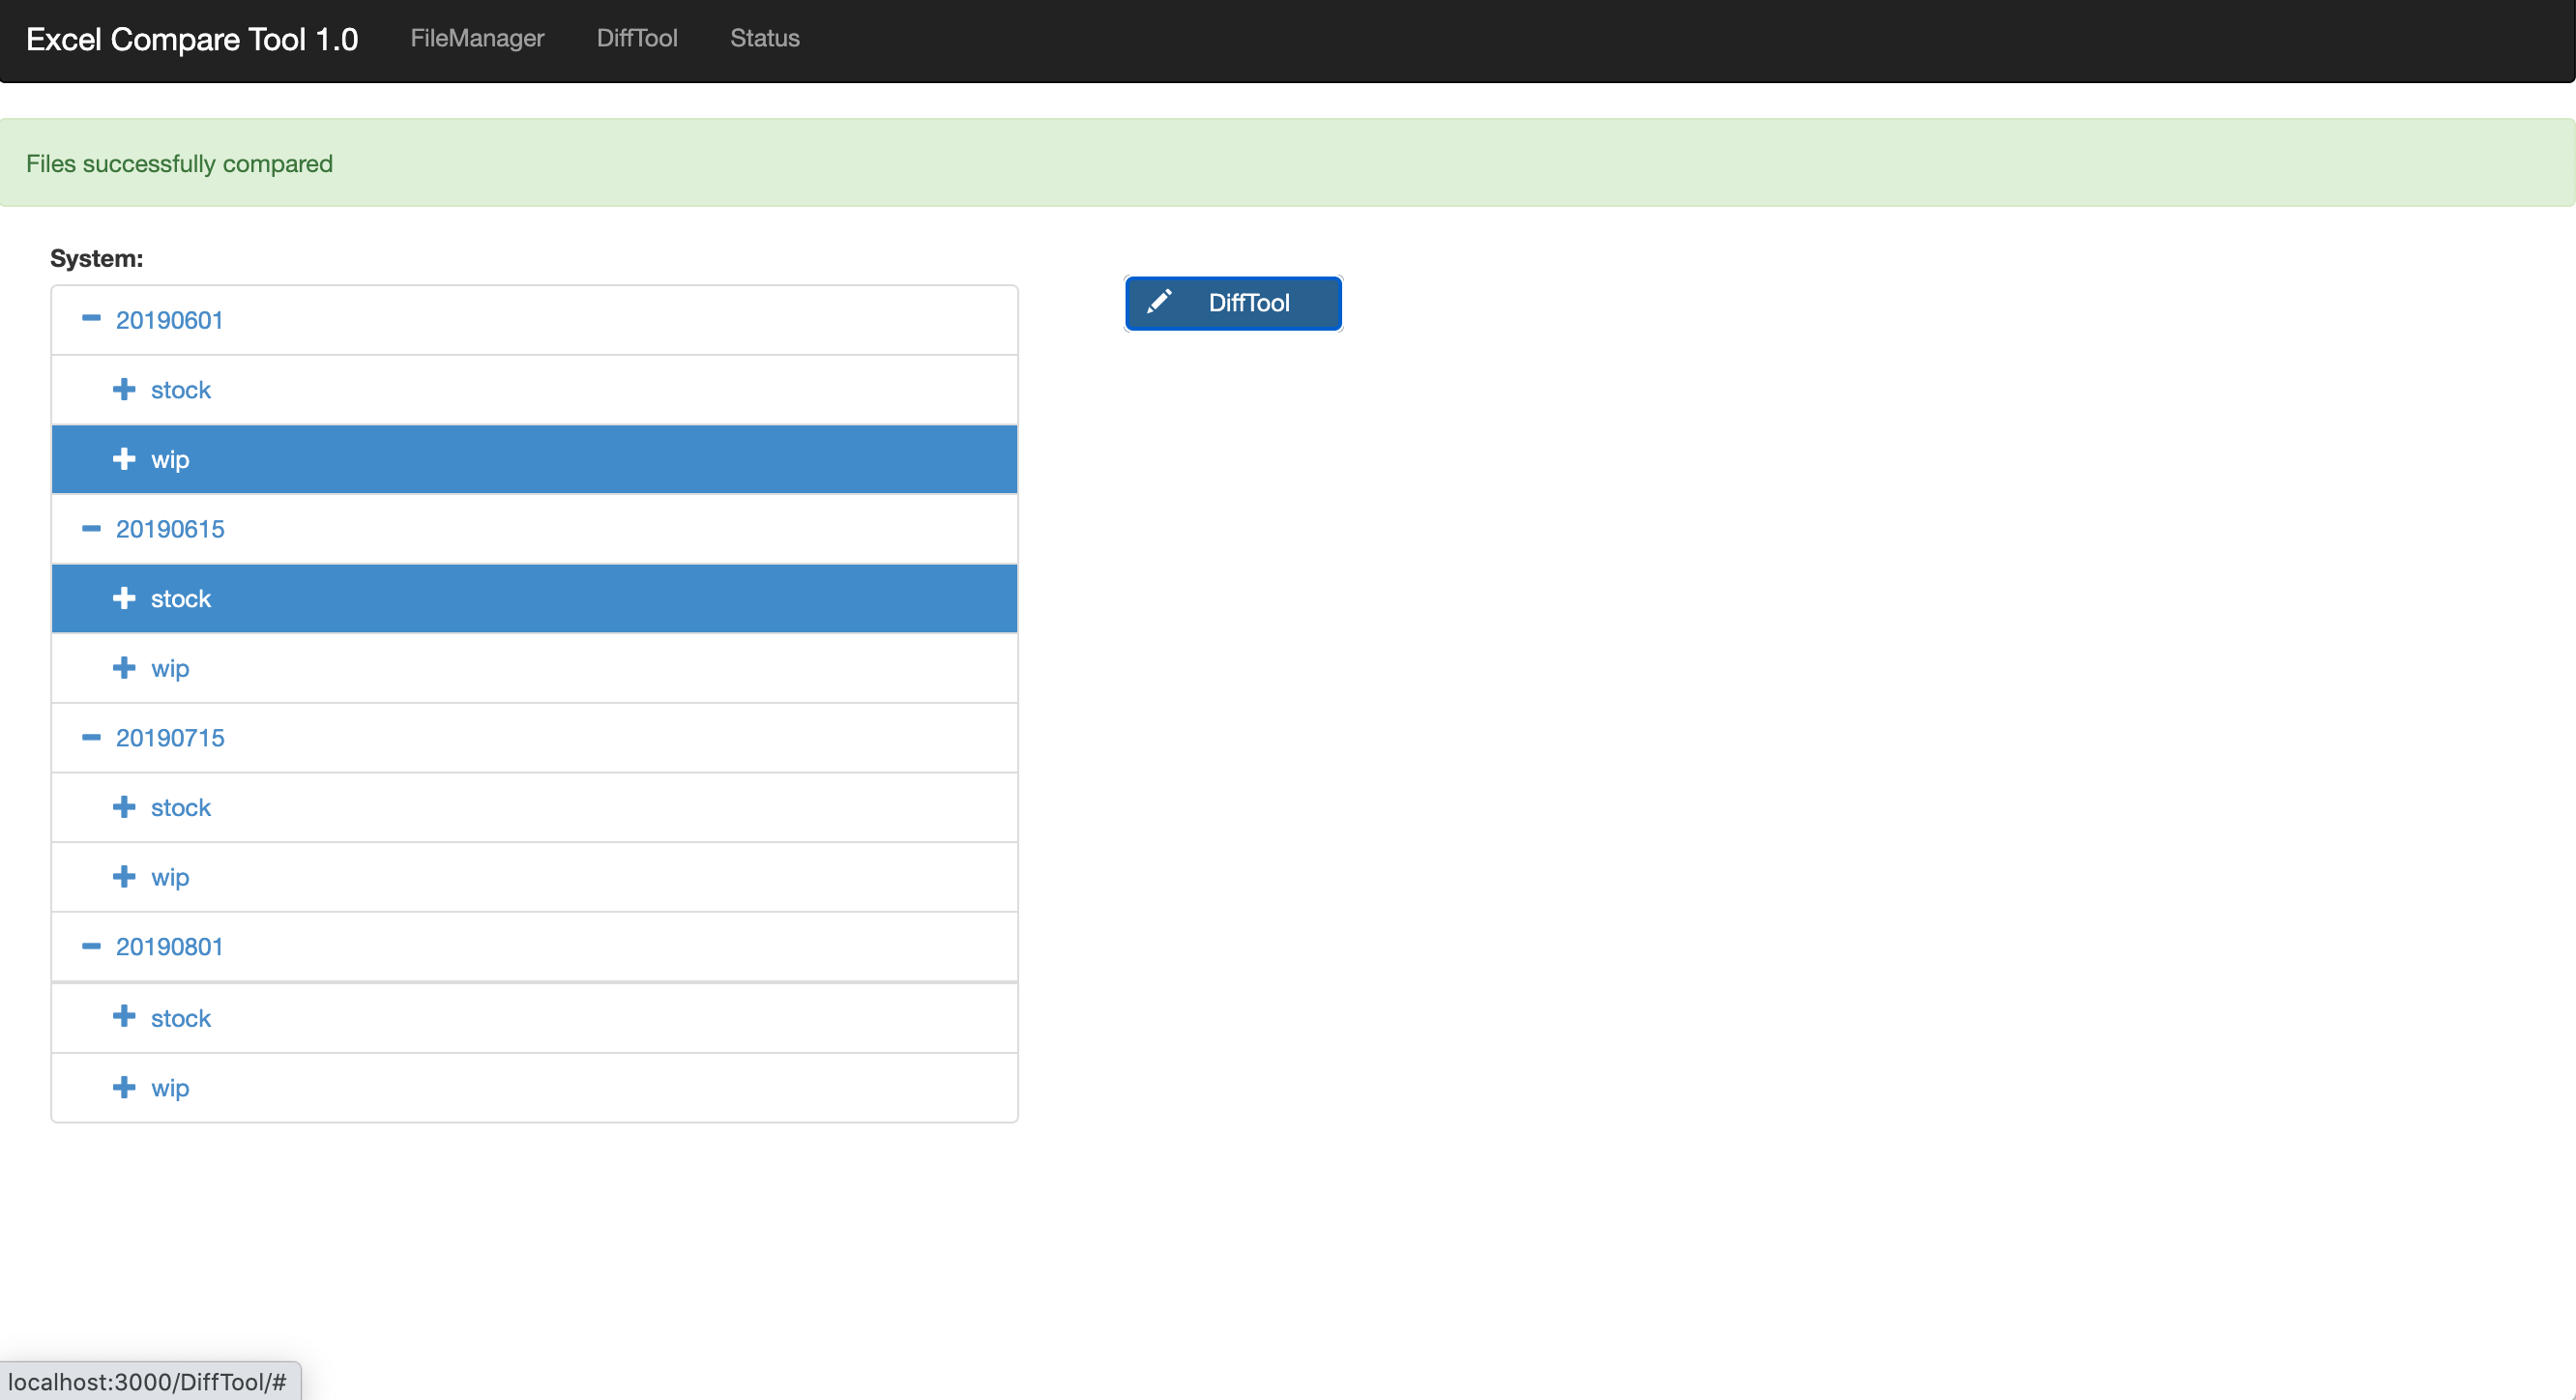 Excel Compare Tool 1.0 FileManager DiffTool Status
Files successfully compared
System:
20190601
DiffTool
stock
wip
20190615
stock
wip
20190715
stock
wip
20190801
stock
wip
localhost:3000/DiffTool/#